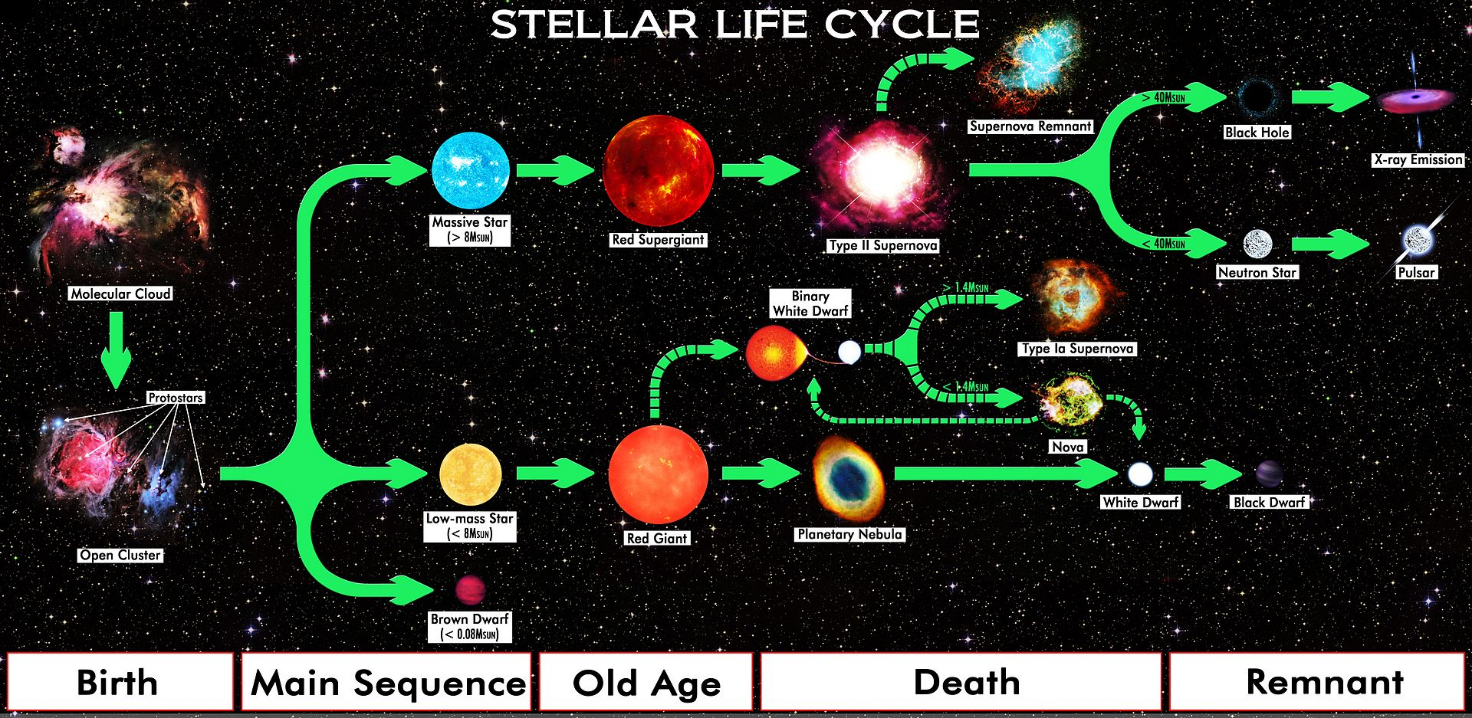 STELLAR LIFE CYCLE
Supernova Remnant
> 40MSUN
Black Hole
X-ray Emission
Massive Star
(> 8MSUN)
Red Supergiant
Type II Supernova
< 40MSUN
Neutron Star
Pulsar
Molecular Cloud
Binary
White Dwarf
> 1.4MSUN
Type Ia Supernova
Protostars
< 1.4MSUN
Nova
Low-mass Star
(< 8MSUN)
Red Giant
Planetary Nebula
White Dwarf
Black Dwarf
Open Cluster
Brown Dwarf
(< 0.08MSUN)
Birth
Main Sequence
Old Age
Death
Remnant